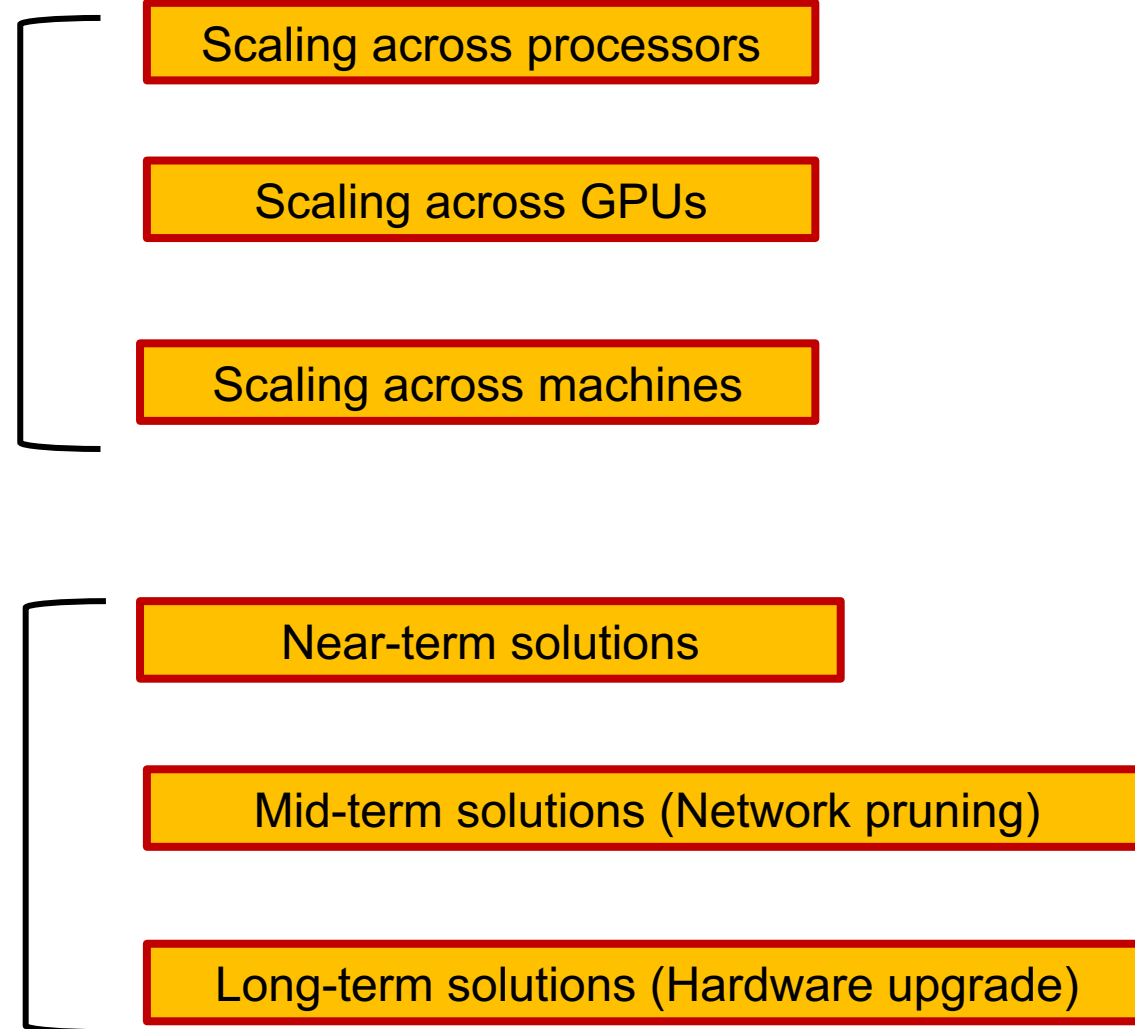 Scaling across processors
Scaling across GPUs
Scaling across machines
Near-term solutions
Mid-term solutions (Network pruning)
Long-term solutions (Hardware upgrade)